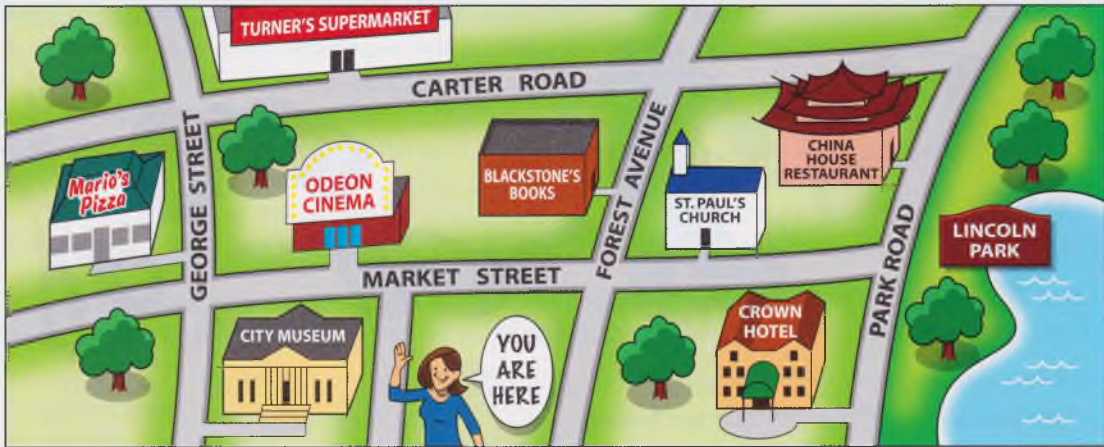 TURNER'S SUPERMARKET
CARTER ROAD
GEORGE STREET
FOREST AVENUE
Mario's
Pizza
ODEON
CINEMA
BLACKSTONE'S
BOOKS
ST. PAUL'S
CHURCH
CHINA
HOUSE
RESTAURANT
PARK ROAD
LINCOLN
PARK
MARKET STREET
CITY MUSEUM
YOU
ARE
HERE
CROWN
HOTEL